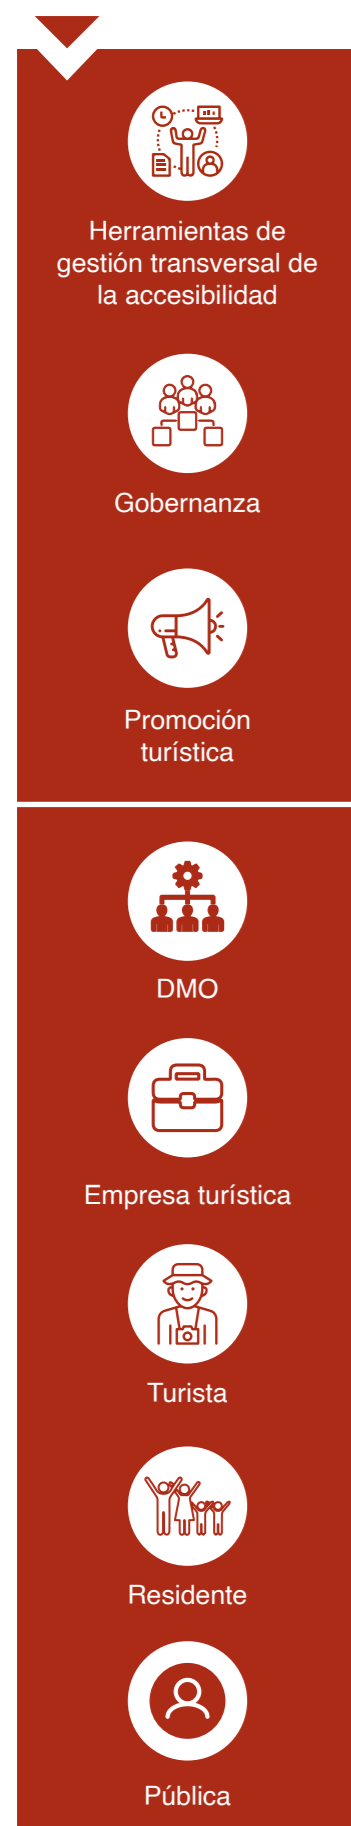 Herramientas de
gestión transversal de
la accesibilidad
Gobernanza
Promoción
turística
DMO
Empresa turística
Turista
Residente
Pública